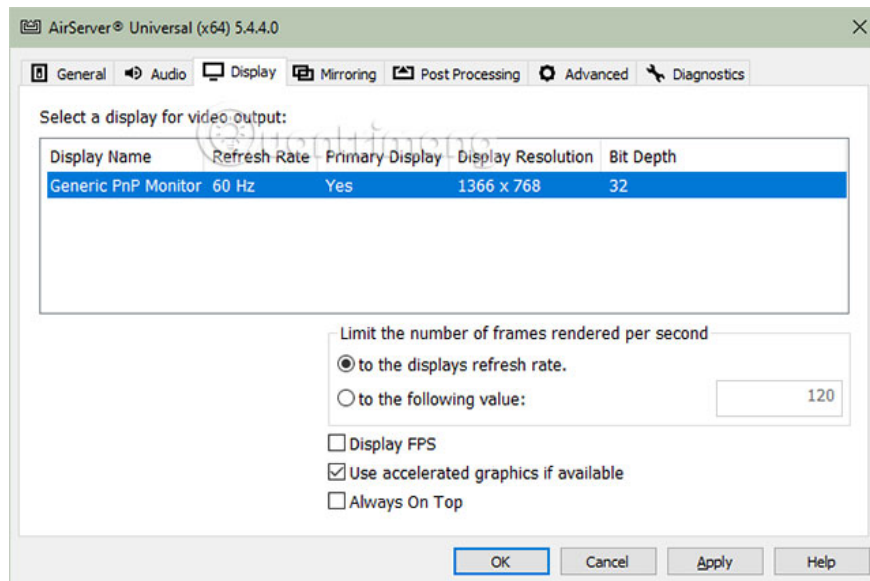 AirServer® Universal (x64) 5.4.4.0
General Audio Display Mirroring Post Processing Advanced Diagnostics
Select a display for video output:
Display Name Refresh Rate Primary Display Display Resolution Bit Depth
Generic PnP Monitor 60 Hz Yes 1366 x 768 32
Quantrimang
Limit the number of frames rendered per second
to the displays refresh rate.
to the following value: 120
Display FPS
Use accelerated graphics if available
Always On Top
OK Cancel Apply Help